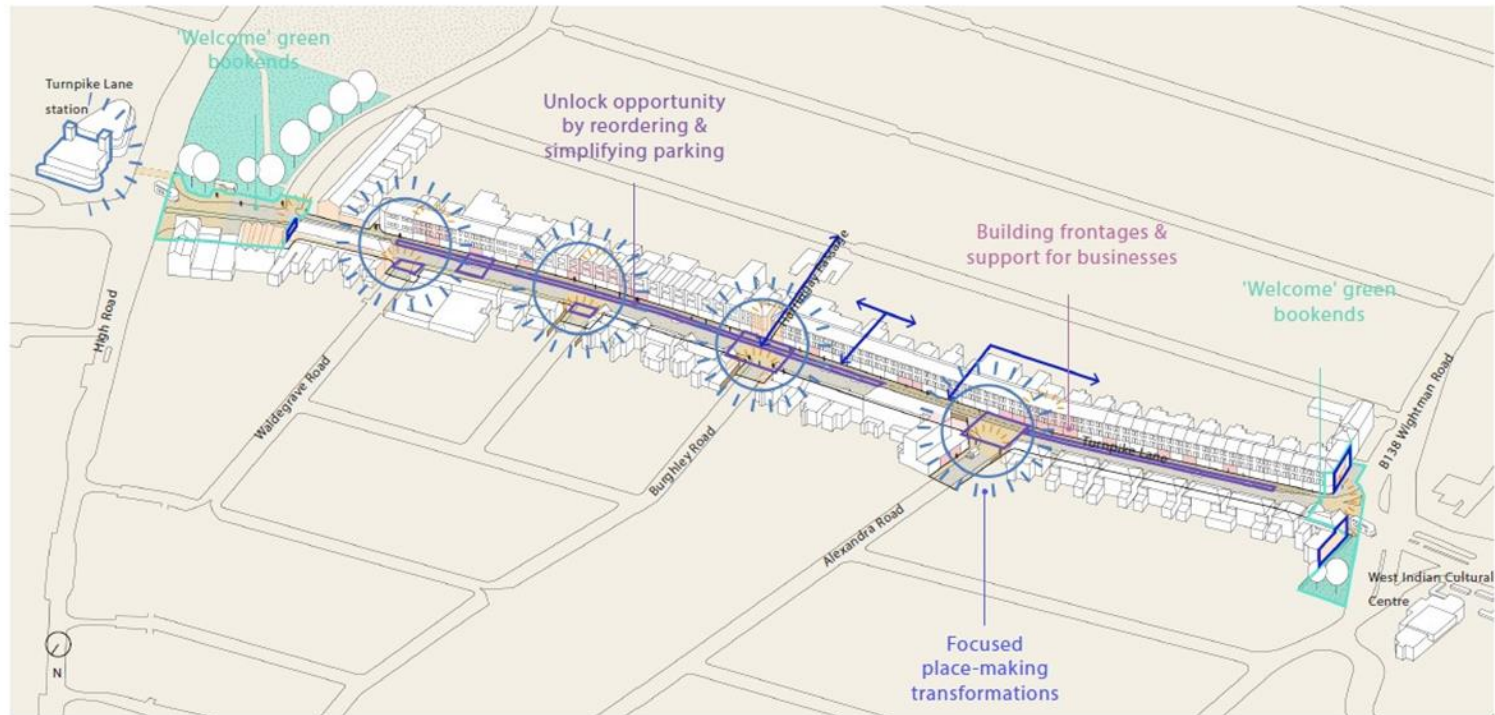 'Welcome' green
bookends
Turnpike Lane
station
Unlock opportunity
by reordering &
simplifying parking
Building frontages &
support for businesses
'Welcome' green
bookends
Harringay Passage
High Road
Waldegrave Road
Burghley Road
Alexandra Road
Turnpike Lane
B138 Wightman Road
West Indian Cultural
Centre
Focused
place-making
transformations
N